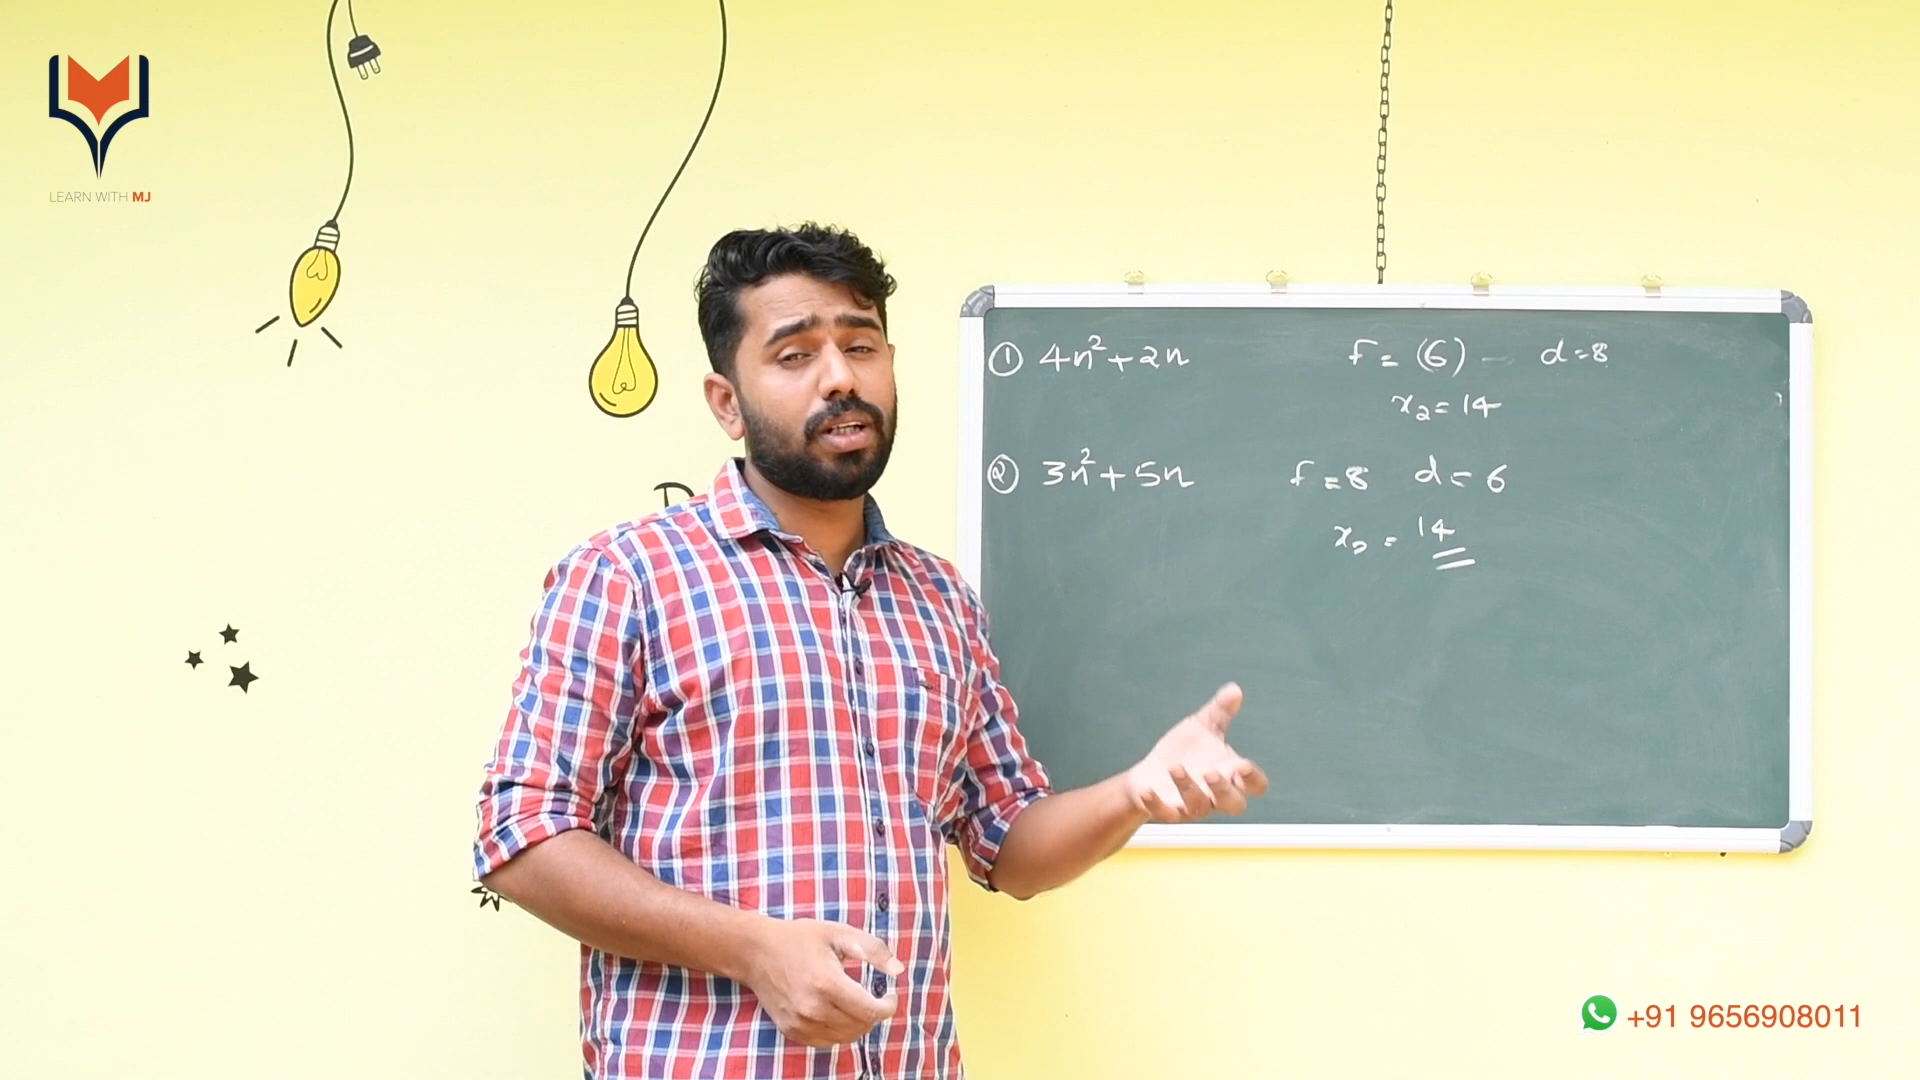 LEARN WITH MJ
① 4n²+2n f = (6) - d=8
x₂ = 14
② 3n²+5n f = 8 d = 6
x₂ = 14
+91 9656908011